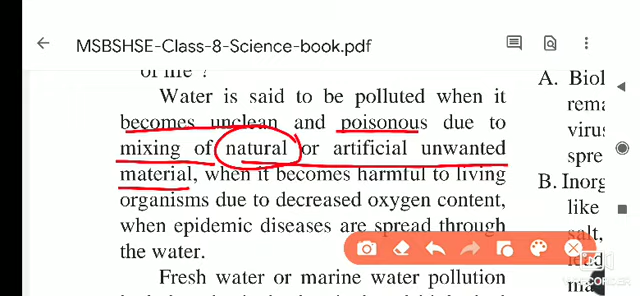 MSBSHSE-Class-8-Science-book.pdf
of life ?
Water is said to be polluted when it
becomes unclean and poisonous due to
mixing of natural or artificial unwanted
material, when it becomes harmful to living
organisms due to decreased oxygen content,
when epidemic diseases are spread through
the water.
Fresh water or marine water pollution
A. Biol
rema
virus
spre
B. Inorg
like
salt,